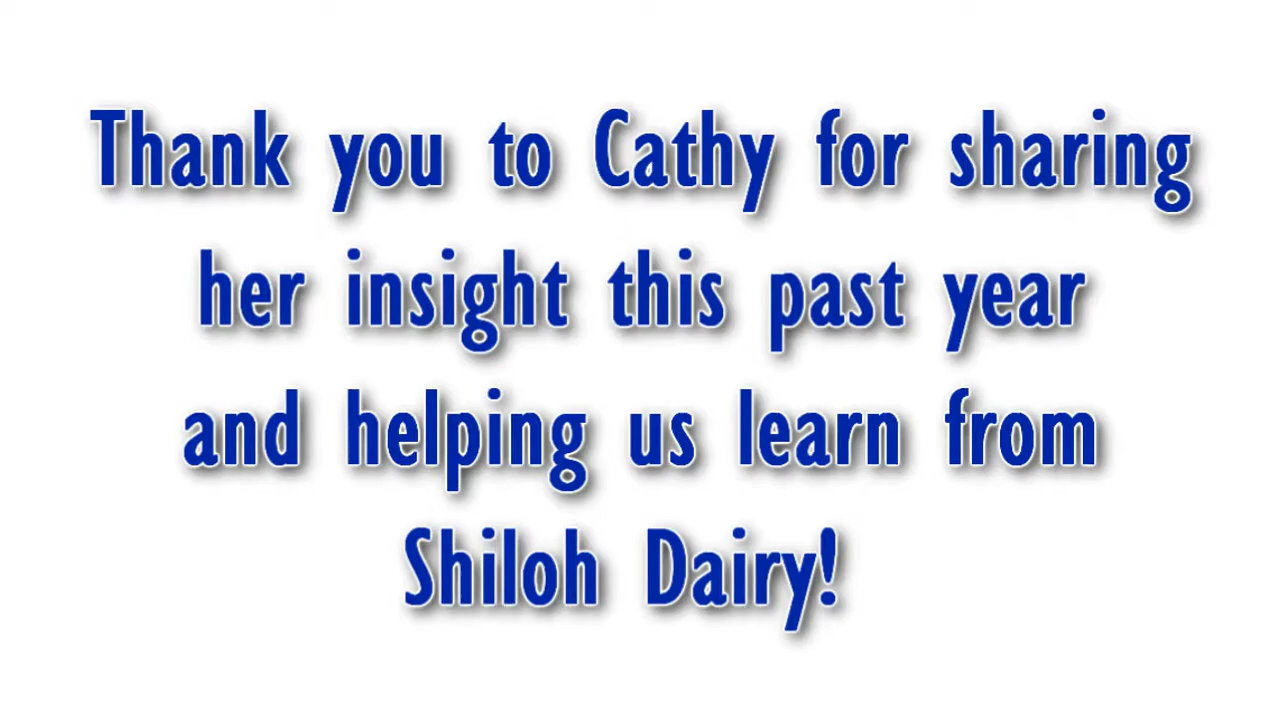 Thank you to Cathy for sharing
her insight this past year
and helping us learn from
Shiloh Dairy!